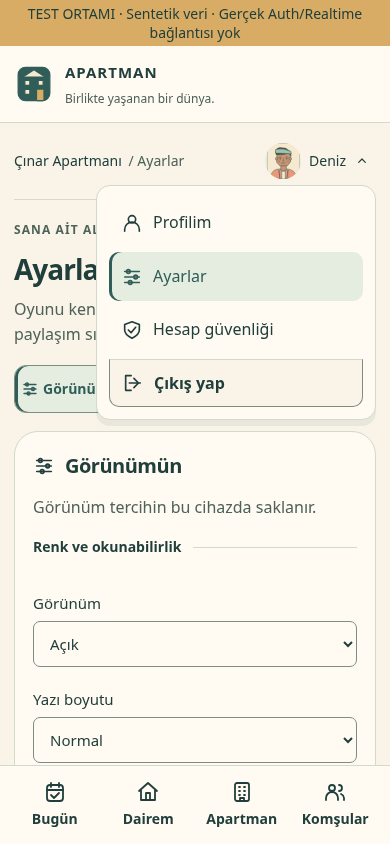 TEST ORTAMI · Sentetik veri · Gerçek Auth/Realtime
bağlantısı yok
APARTMAN
Birlikte yaşanan bir dünya.
Çınar Apartmanı / Ayarlar
Deniz
Profilim
Ayarlar
Hesap güvenliği
Çıkış yap
SANA AİT AL
Ayarla
Oyunu ken
paylaşım sı
Görünü
Görünümün
Görünüm tercihin bu cihazda saklanır.
Renk ve okunabilirlik
Görünüm
Açık
Yazı boyutu
Normal
Bugün
Dairem
Apartman
Komşular